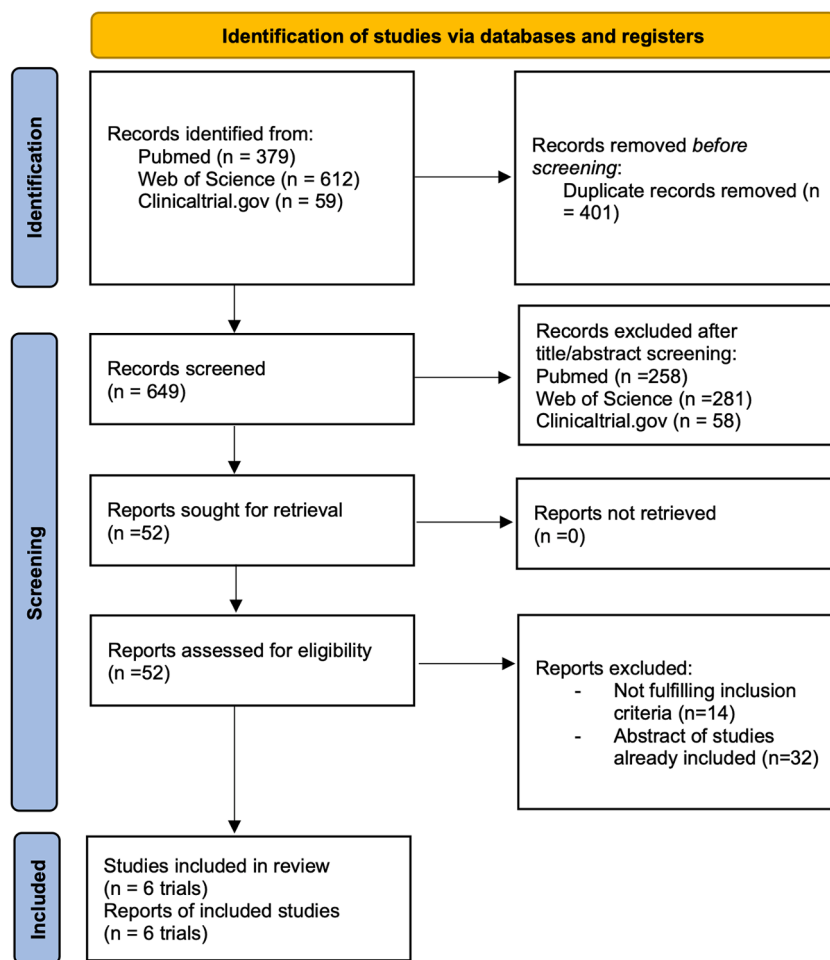 Identification of studies via databases and registers
Identification
Records identified from:
Pubmed (n = 379)
Web of Science (n = 612)
Clinicaltrial.gov (n = 59)
Records removed before
screening:
Duplicate records removed (n
= 401)
Screening
Records screened
(n = 649)
Records excluded after
title/abstract screening:
Pubmed (n =258)
Web of Science (n =281)
Clinicaltrial.gov (n = 58)
Reports sought for retrieval
(n =52)
Reports not retrieved
(n =0)
Reports assessed for eligibility
(n =52)
Reports excluded:
- Not fulfilling inclusion
criteria (n=14)
- Abstract of studies
already included (n=32)
Included
Studies included in review
(n = 6 trials)
Reports of included studies
(n = 6 trials)